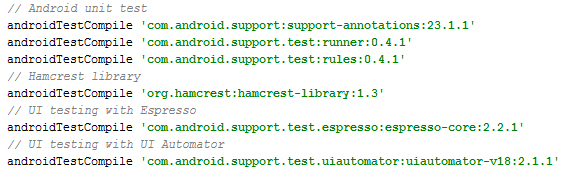 // Android unit test
androidTestCompile 'com.android.support:support-annotations:23.1.1'
androidTestCompile 'com.android.support.test:runner:0.4.1'
androidTestCompile 'com.android.support.test:rules:0.4.1'
// Hamcrest library
androidTestCompile 'org.hamcrest:hamcrest-library:1.3'
// UI testing with Espresso
androidTestCompile 'com.android.support.test.espresso:espresso-core:2.2.1'
// UI testing with UI Automator
androidTestCompile 'com.android.support.test.uiautomator:uiautomator-v18:2.1.1'